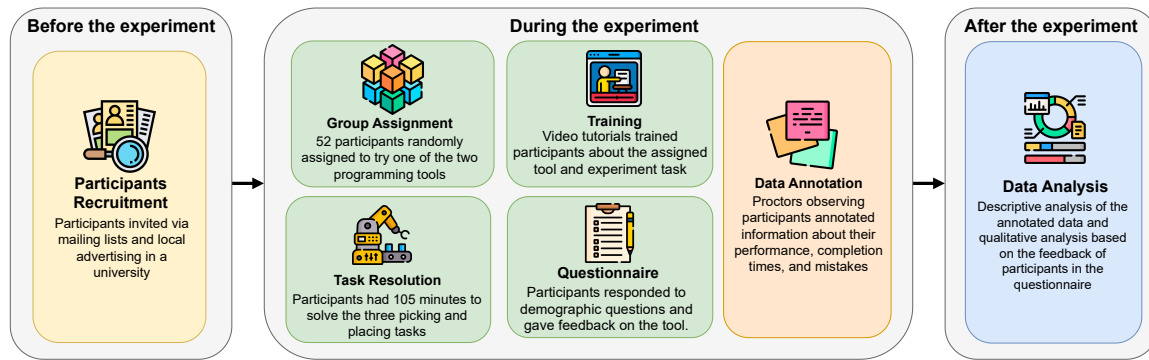 Before the experiment
Participants
Recruitment
Participants invited via
mailing lists and local
advertising in a
university
During the experiment
Group Assignment
52 participants randomly
assigned to try one of the two
programming tools
Training
Video tutorials trained
participants about the assigned
tool and experiment task
Task Resolution
Participants had 105 minutes to
solve the three picking and
placing tasks
Questionnaire
Participants responded to
demographic questions and
gave feedback on the tool.
Data Annotation
Proctors observing
participants annotated
information about their
performance, completion
times, and mistakes
After the experiment
Data Analysis
Descriptive analysis of the
annotated data and
qualitative analysis based
on the feedback of
participants in the
questionnaire